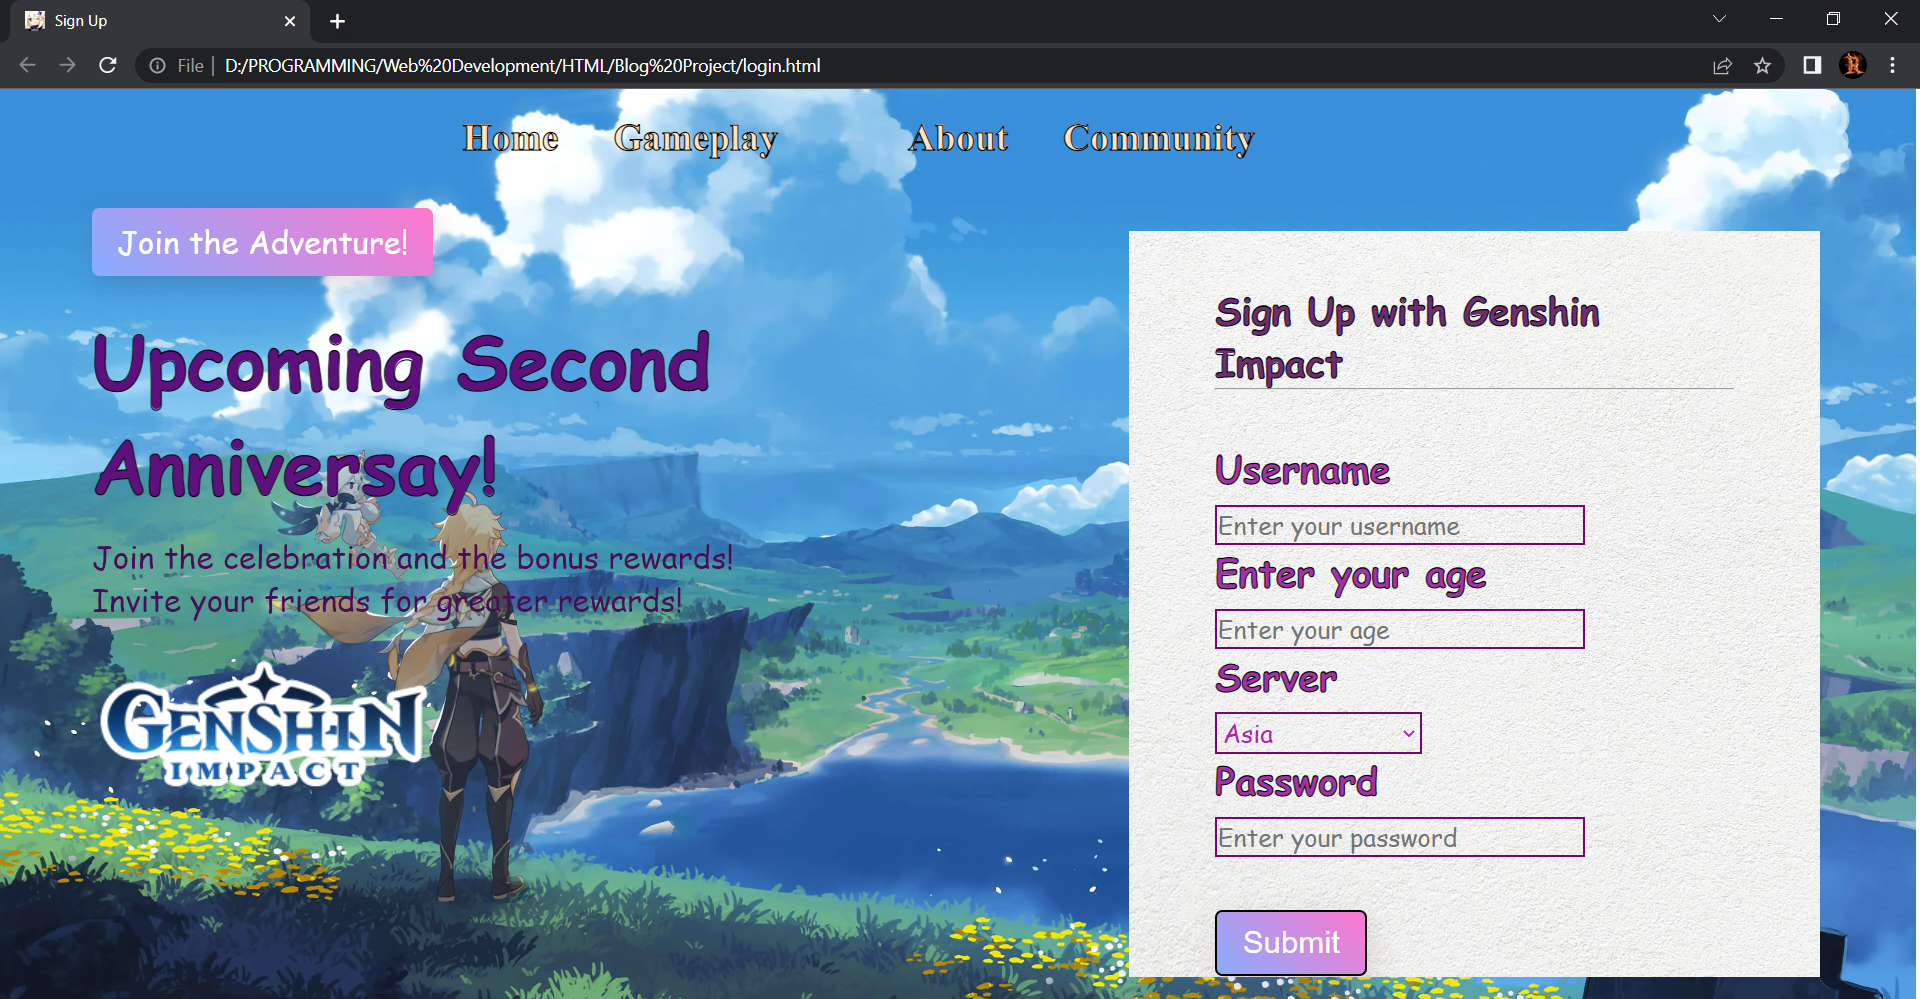 Sign Up
File | D:/PROGRAMMING/Web%20Development/HTML/Blog%20Project/login.html
Home Gameplay About Community
Join the Adventure!
Upcoming Second
Anniversay!
Join the celebration and the bonus rewards!
Invite your friends for greater rewards!
GENSHIN
IMPACT
Sign Up with Genshin
Impact
Username
Enter your username
Enter your age
Enter your age
Server
Asia
Password
Enter your password
Submit